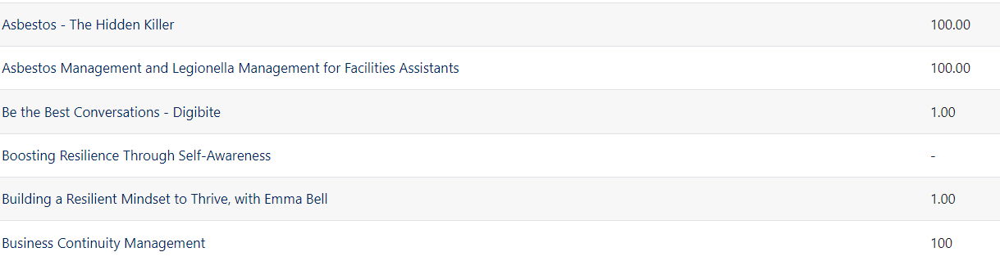 Asbestos - The Hidden Killer 100.00
Asbestos Management and Legionella Management for Facilities Assistants 100.00
Be the Best Conversations - Digibite 1.00
Boosting Resilience Through Self-Awareness -
Building a Resilient Mindset to Thrive, with Emma Bell 1.00
Business Continuity Management 100